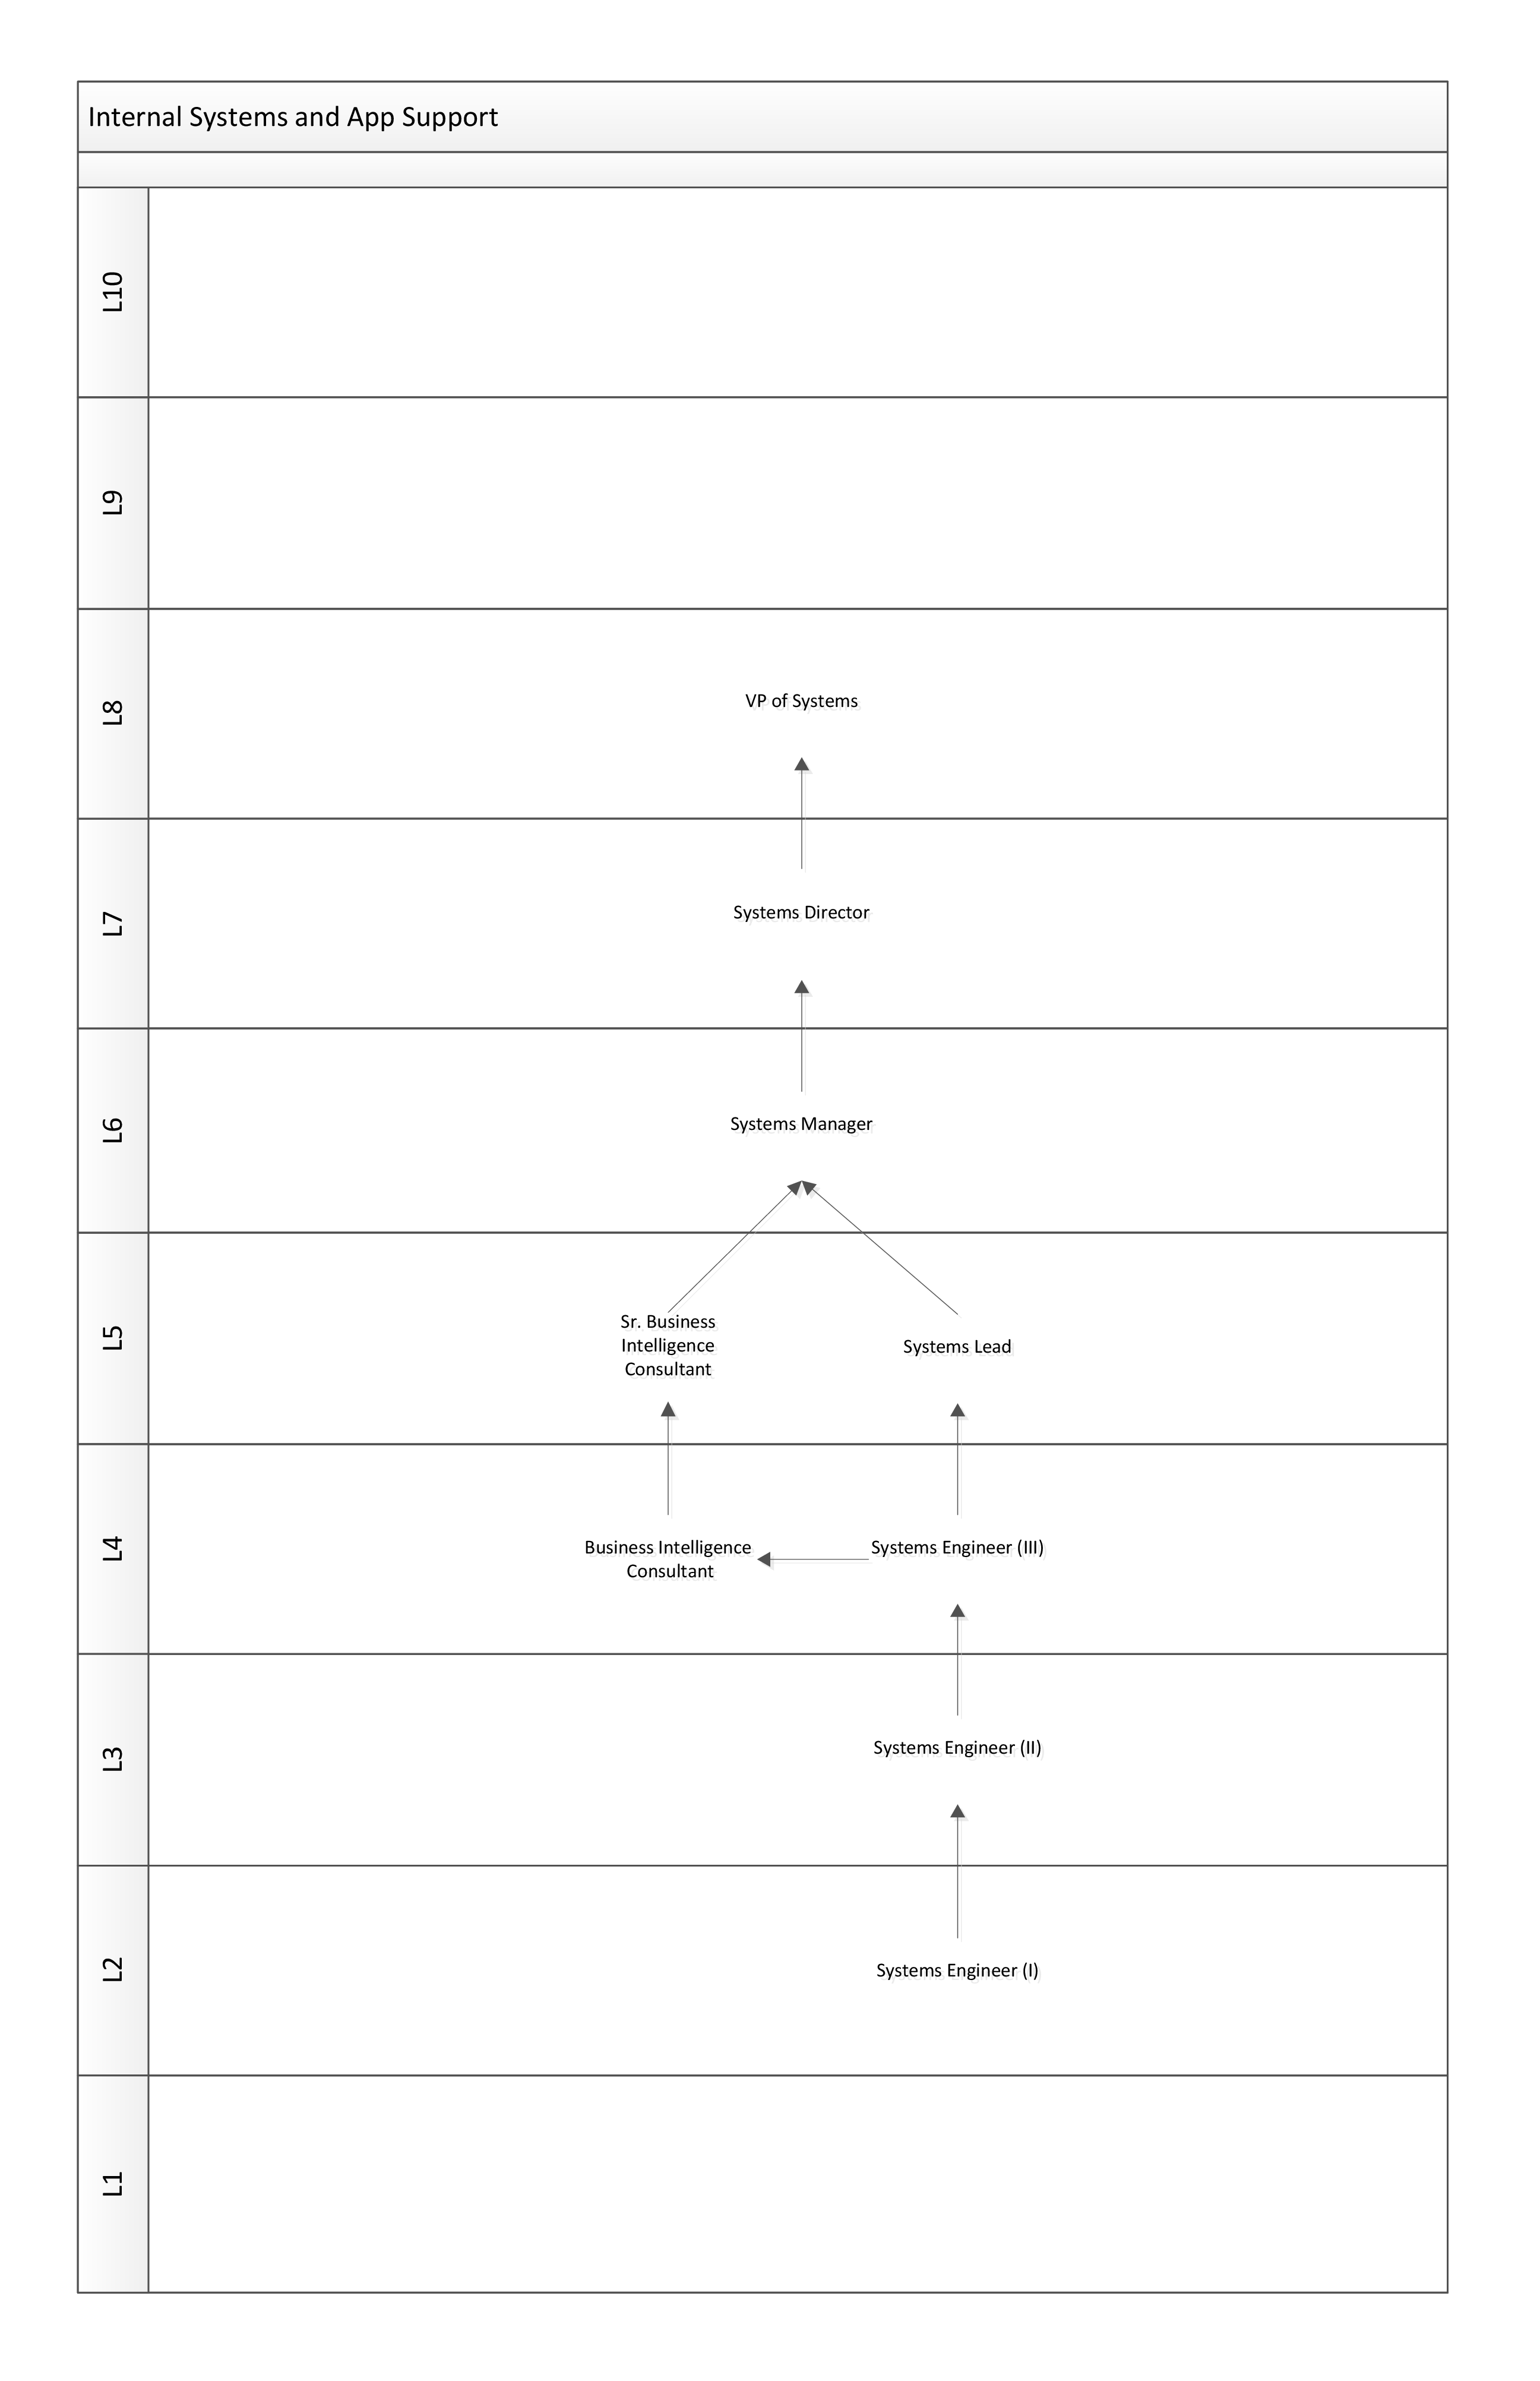 Internal Systems and App Support
L10
L9
L8
VP of Systems
L7
Systems Director
L6
Systems Manager
L5
Sr. Business
Intelligence
Consultant
Systems Lead
L4
Business Intelligence
Consultant
Systems Engineer (III)
L3
Systems Engineer (II)
L2
Systems Engineer (I)
L1